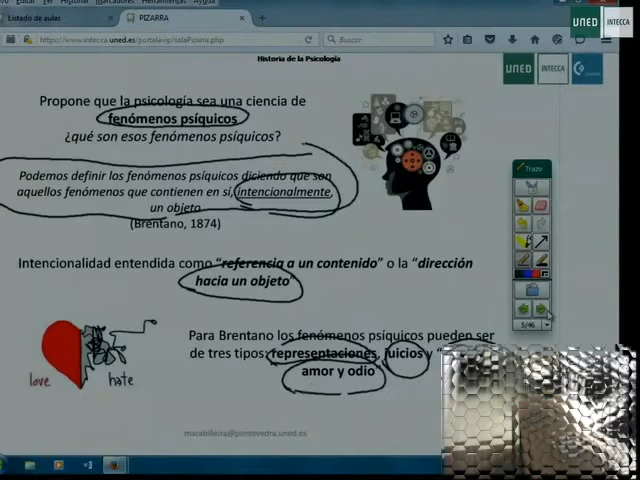 Listado de aulas
PIZARRA
https://www.intecca.uned.es/portalavip/salaPizarra.php
Buscar
UNED INTECCA
Historia de la Psicología
UNED INTECCA
Propone que la psicología sea una ciencia de
fenómenos psíquicos
¿qué son esos fenómenos psíquicos?
Podemos definir los fenómenos psíquicos diciendo que son
aquellos fenómenos que contienen en sí, intencionalmente,
un objeto
(Brentano, 1874)
Intencionalidad entendida como "referencia a un contenido" o la "dirección
hacia un objeto"
Para Brentano los fenómenos psíquicos pueden ser
de tres tipos: representaciones, juicios y "
amor y odio
love hate
Trazo
5/46
macabilleira@pontevedra.uned.es